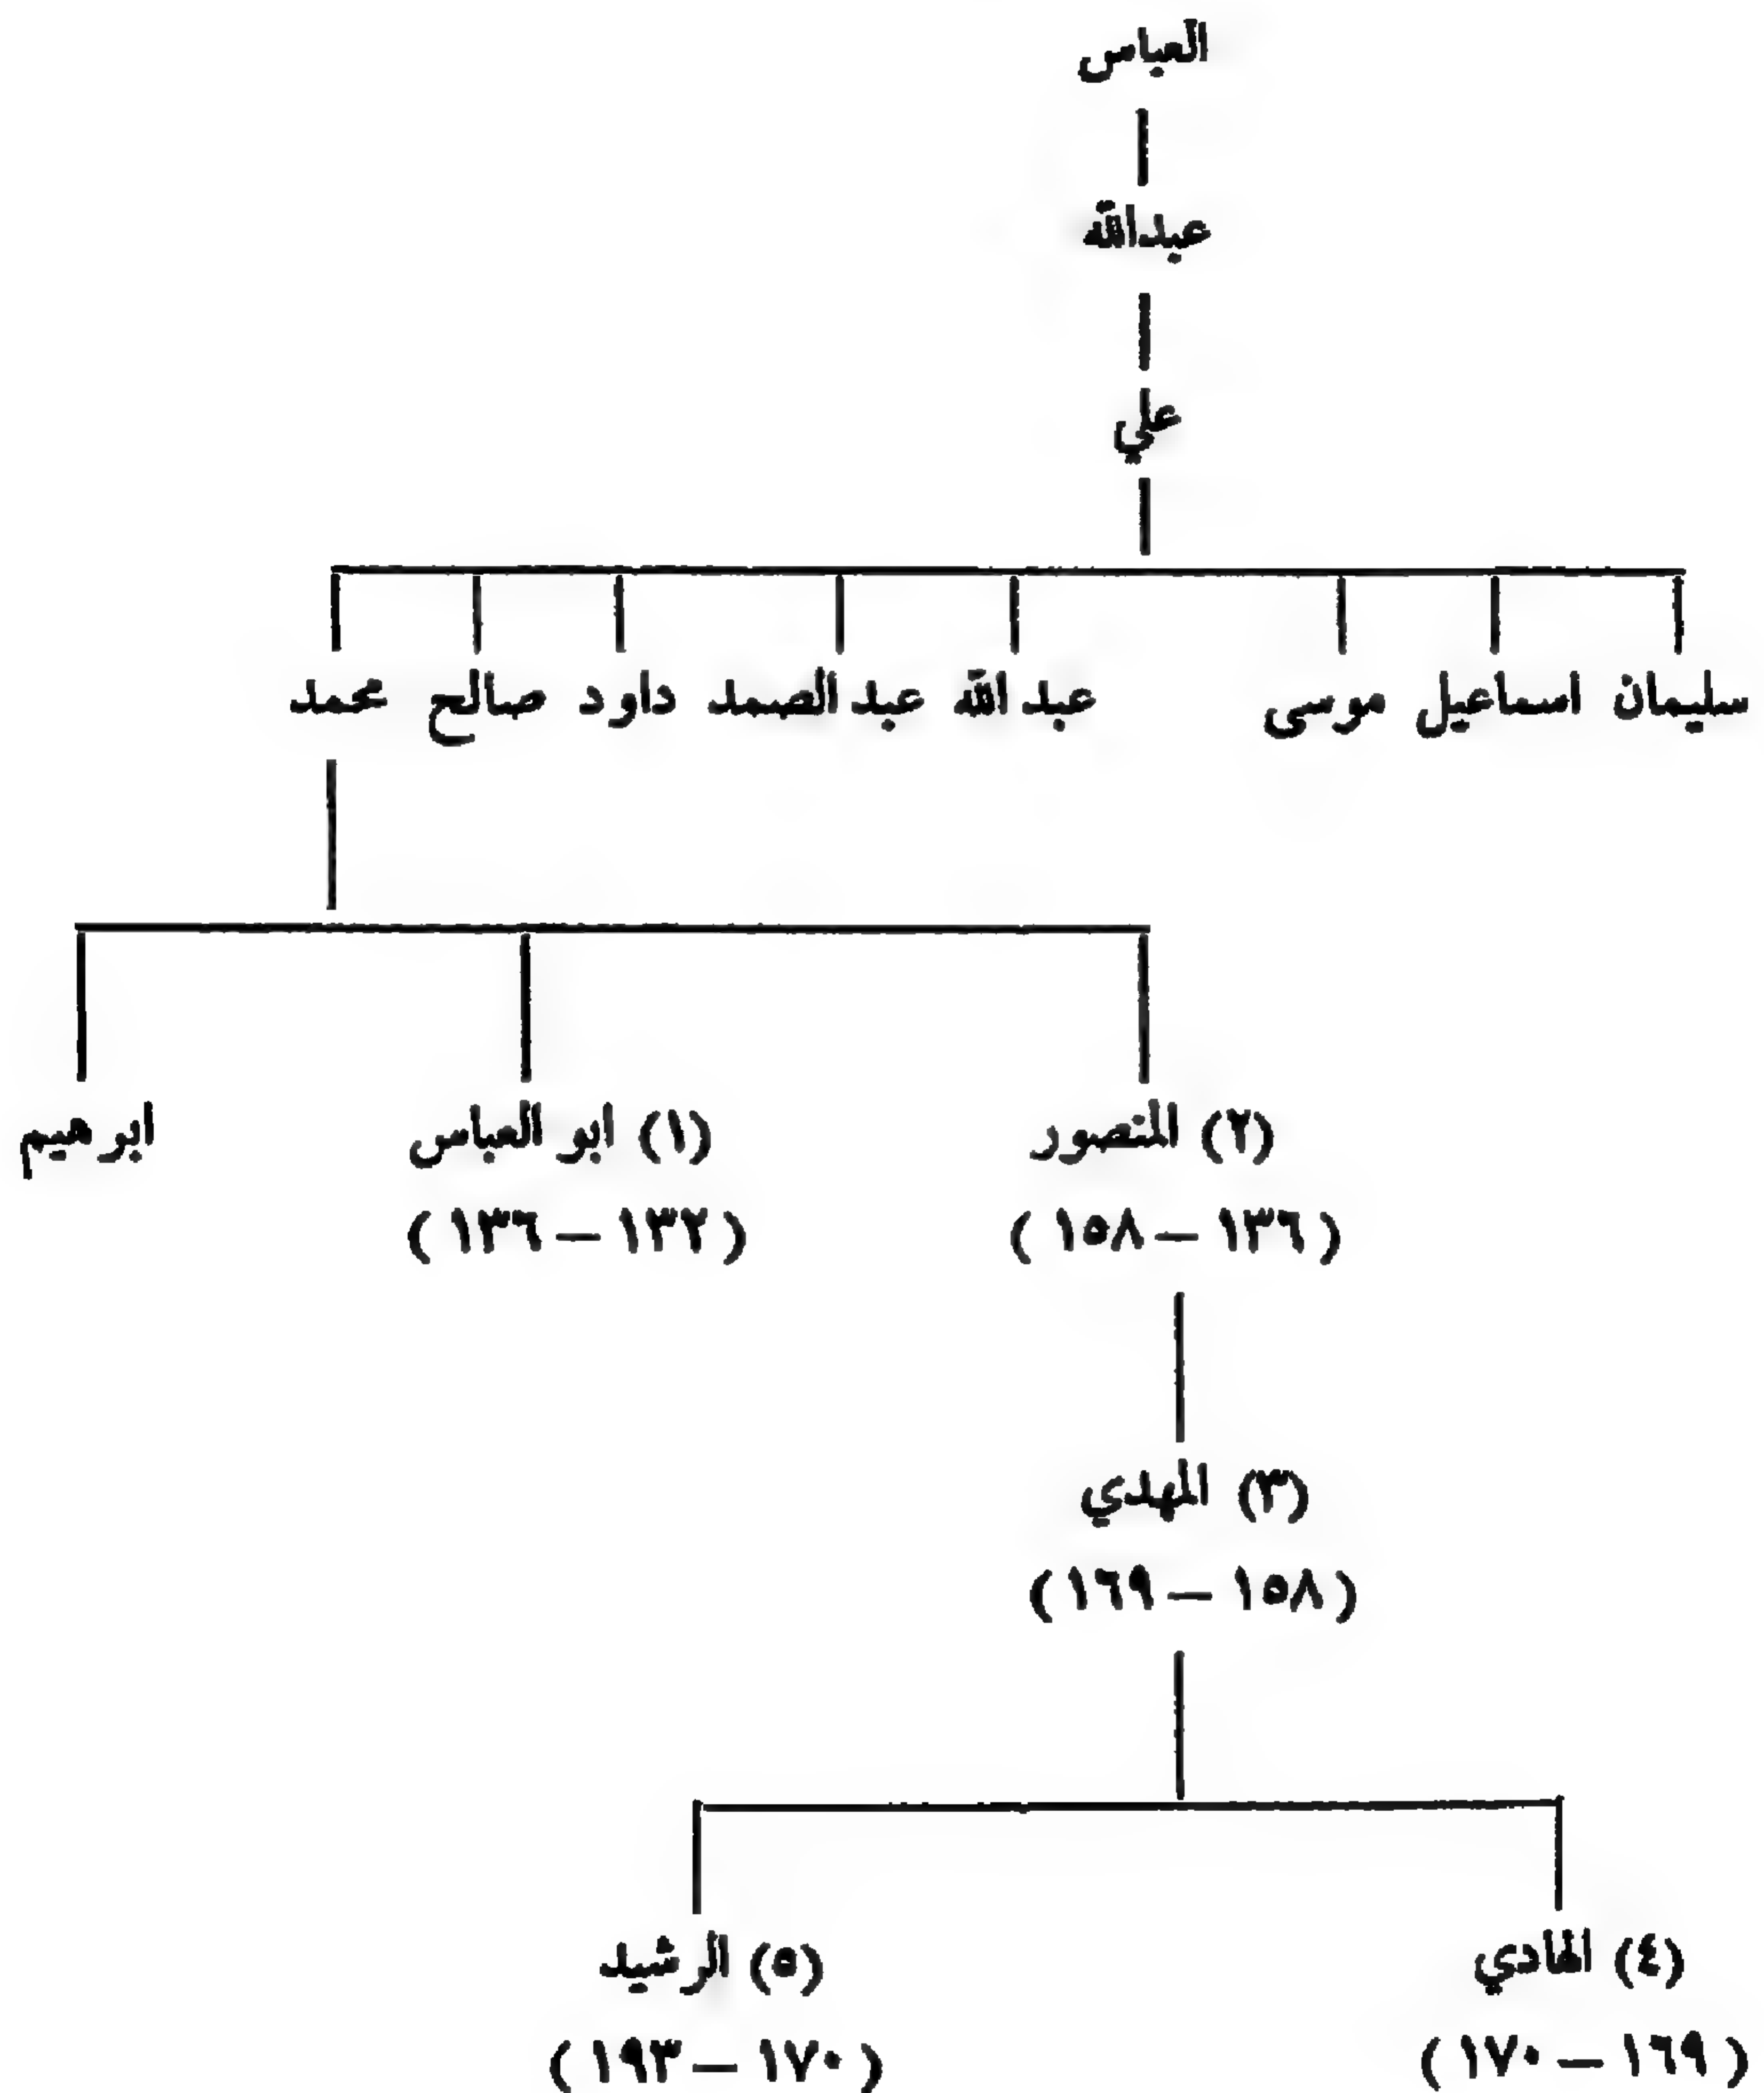 العباس
عبدالله
علي
سليمان اسماعيل موسى عبد الله عبد الصمد داود صالح محمد
(٢) المنصور (١) ابو العباس ابرهيم
(١٣٦ – ١٥٨) (١٣٢ – ١٣٦)
(٣) المهدي
(١٥٨ – ١٦٩)
(٤) الهادي (٥) الرشيد
(١٦٩ – ١٧٠) (١٧٠ – ١٩٣)